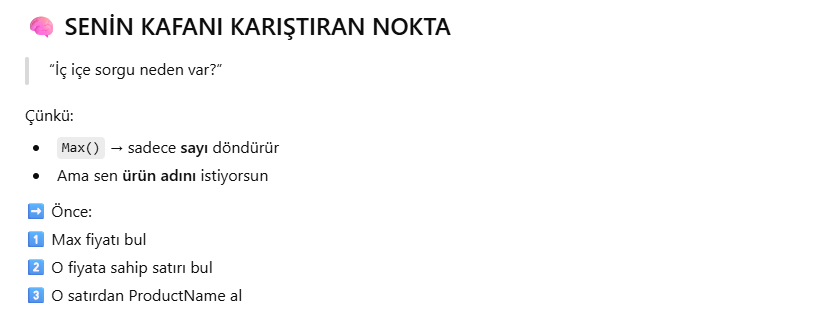 🧠 SENİN KAFANI KARIŞTIRAN NOKTA
“İç içe sorgu neden var?”
Çünkü:
• Max() → sadece sayı döndürür
• Ama sen ürün adını istiyorsun
➡️ Önce:
1️⃣ Max fiyatı bul
2️⃣ O fiyata sahip satırı bul
3️⃣ O satırdan ProductName al